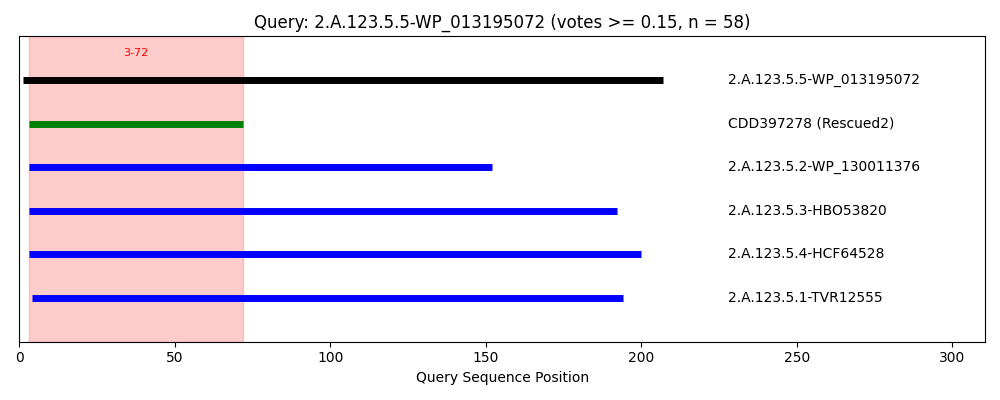 Query: 2.A.123.5.5-WP_013195072 (votes >= 0.15, n = 58)
3-72
2.A.123.5.5-WP_013195072
CDD397278 (Rescued2)
2.A.123.5.2-WP_130011376
2.A.123.5.3-HBO53820
2.A.123.5.4-HCF64528
2.A.123.5.1-TVR12555
0 50 100 150 200 250 300
Query Sequence Position